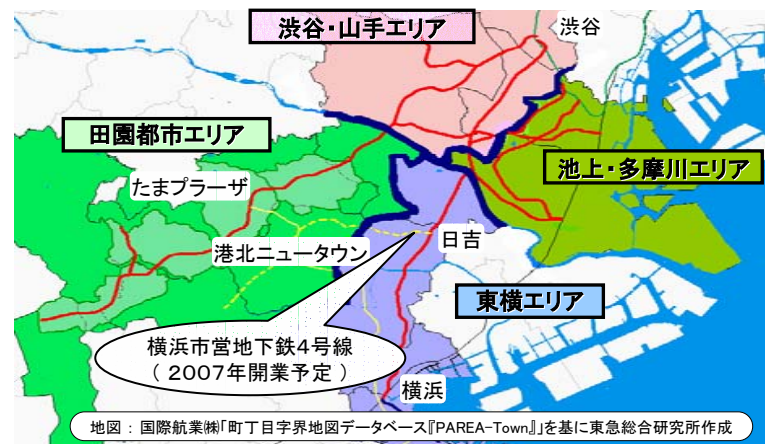 渋谷・山手エリア
渋谷
田園都市エリア
池上・多摩川エリア
たまプラーザ
港北ニュータウン
日吉
東横エリア
横浜市営地下鉄4号線
( 2007年開業予定 )
横浜
地図 : 国際航業㈱「町丁目字界地図データベース『PAREA-Town』」を基に東急総合研究所作成